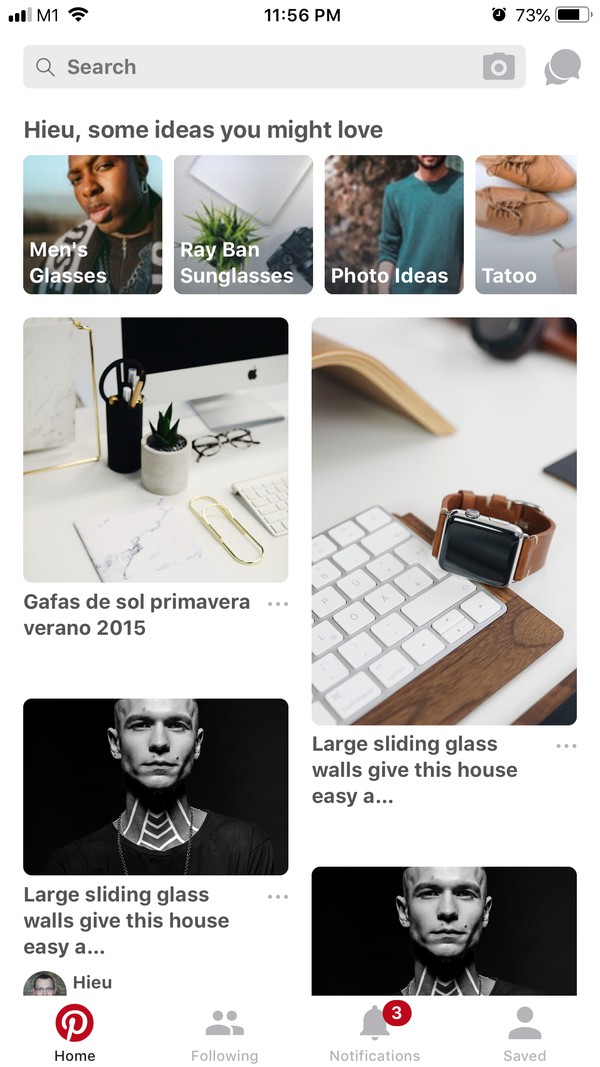 M1
11:56 PM
73%
Search
Hieu, some ideas you might love
Men's
Glasses
Ray Ban
Sunglasses
Photo Ideas
Tatoo
Gafas de sol primavera
verano 2015
Large sliding glass
walls give this house
easy a...
Large sliding glass
walls give this house
easy a...
Hieu
3
Home
Following
Notifications
Saved